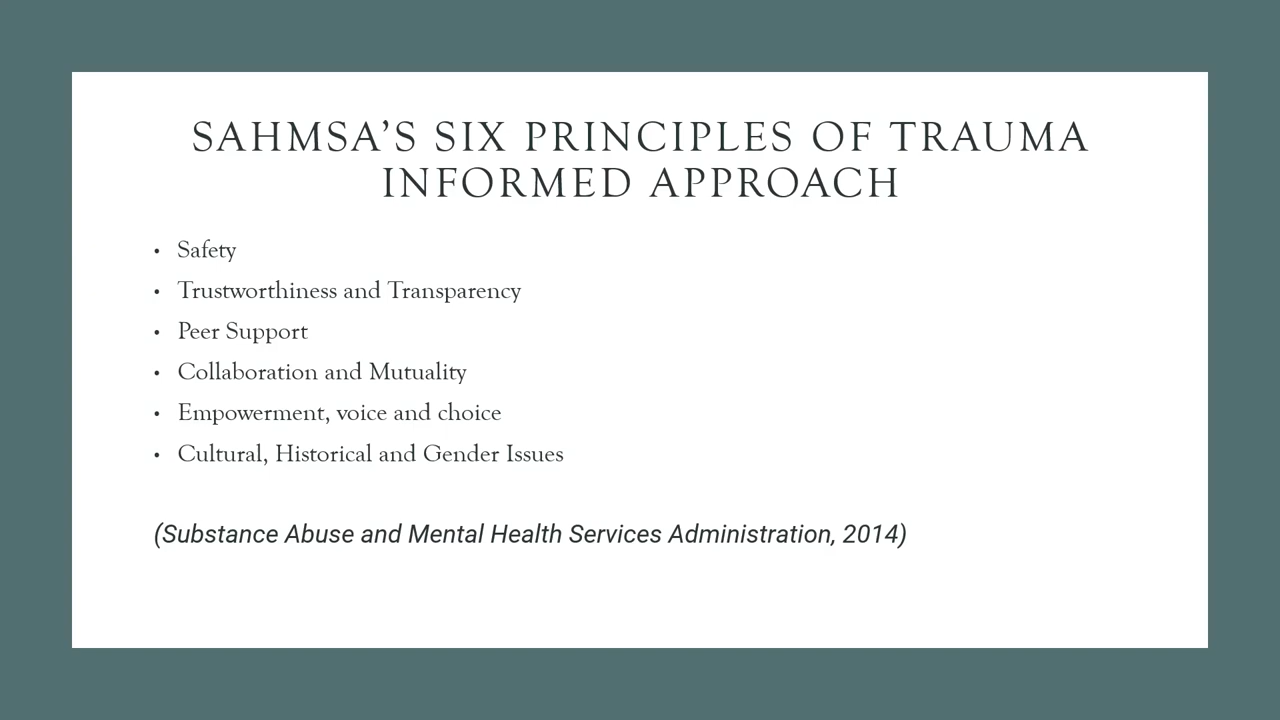 SAHMSA’S SIX PRINCIPLES OF TRAUMA
INFORMED APPROACH
• Safety
• Trustworthiness and Transparency
• Peer Support
• Collaboration and Mutuality
• Empowerment, voice and choice
• Cultural, Historical and Gender Issues
(Substance Abuse and Mental Health Services Administration, 2014)